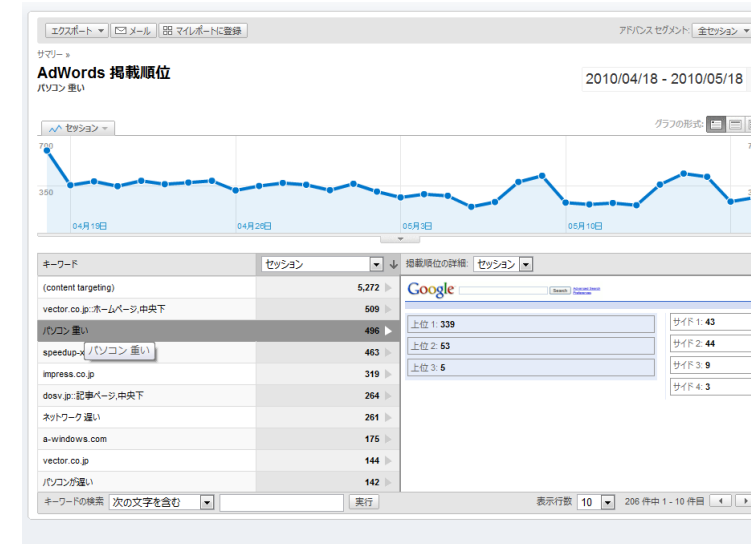 エクスポート メール マイレポートに登録 アドバンス セグメント: 全セッション
サマリー »
AdWords 掲載順位
パソコン 重い
2010/04/18 - 2010/05/18
セッション
グラフの形式:
700
350
04月19日 04月26日 05月3日 05月10日
キーワード セッション 掲載順位の詳細: セッション
(content targeting) 5,272
Google Search
vector.co.jp::ホームページ,中央下 509
パソコン 重い 496
上位 1: 339 サイド 1: 43
speedup-x パソコン 重い 463
上位 2: 53 サイド 2: 44
impress.co.jp 319
上位 3: 5 サイド 3: 9
dosv.jp::記事ページ,中央下 264
サイド 4: 3
ネットワーク 遅い 261
a-windows.com 175
vector.co.jp 144
パソコンが遅い 142
キーワードの検索 次の文字を含む 実行 表示行数 10 206 件中 1 - 10 件目